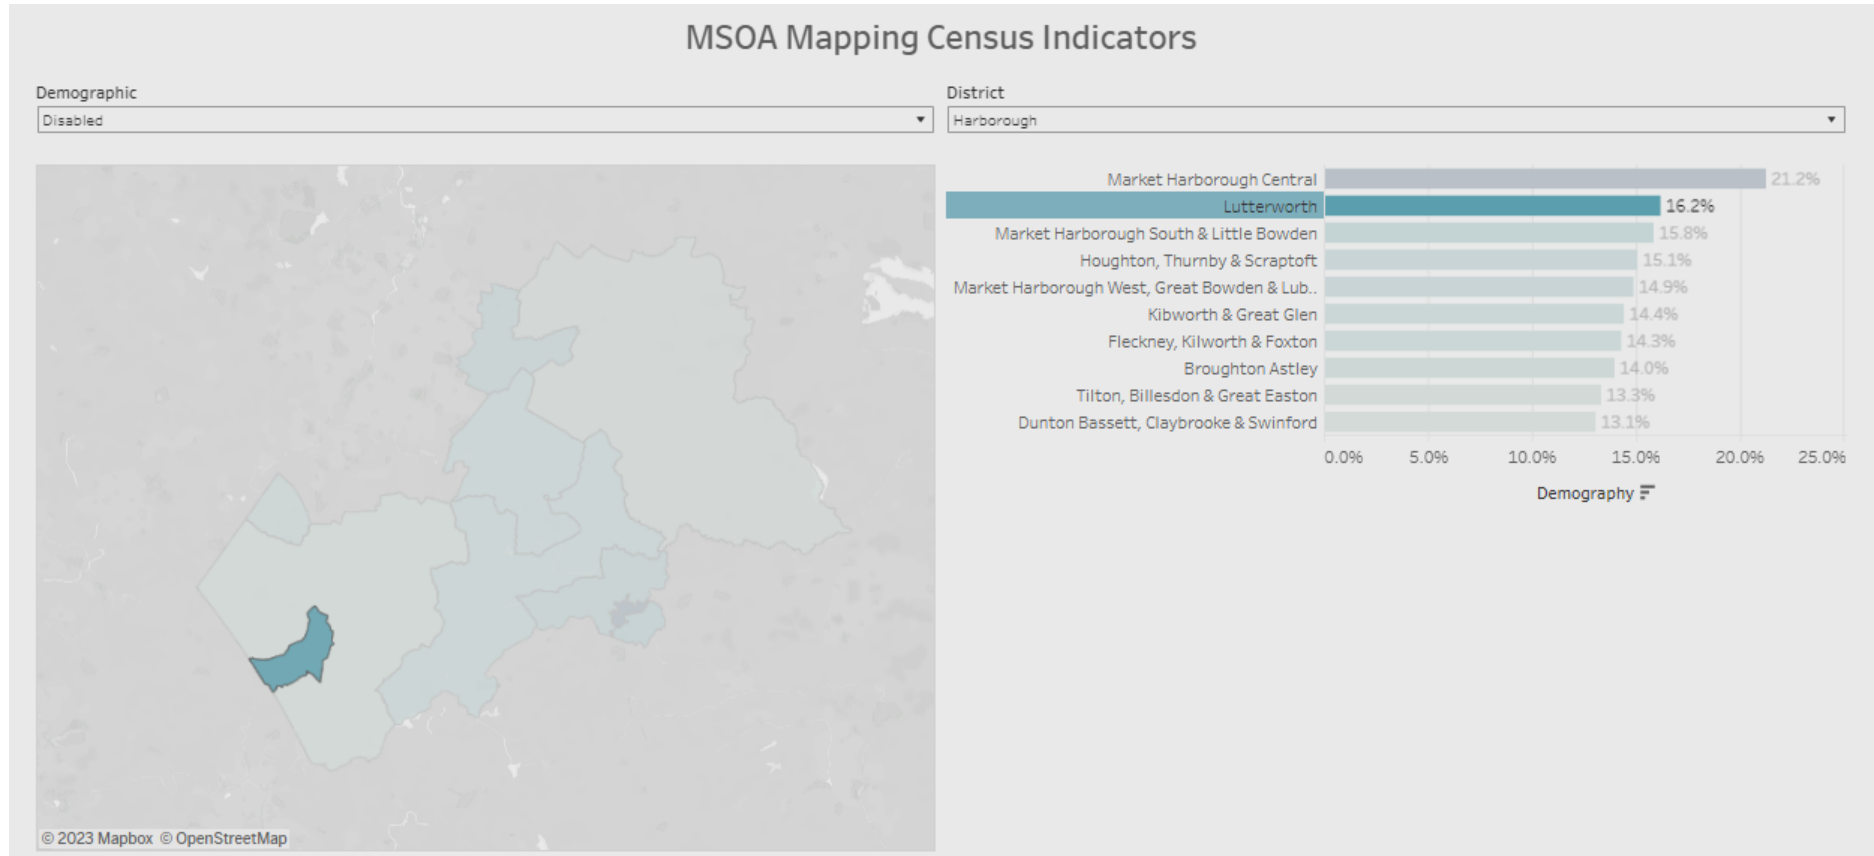 MSOA Mapping Census Indicators
Demographic
Disabled
District
Harborough
Market Harborough Central 21.2%
Lutterworth 16.2%
Market Harborough South & Little Bowden 15.8%
Houghton, Thurnby & Scraptoft 15.1%
Market Harborough West, Great Bowden & Lub.. 14.9%
Kibworth & Great Glen 14.4%
Fleckney, Kilworth & Foxton 14.3%
Broughton Astley 14.0%
Tilton, Billesdon & Great Easton 13.3%
Dunton Bassett, Claybrooke & Swinford 13.1%
0.0% 5.0% 10.0% 15.0% 20.0% 25.0%
Demography
© 2023 Mapbox © OpenStreetMap